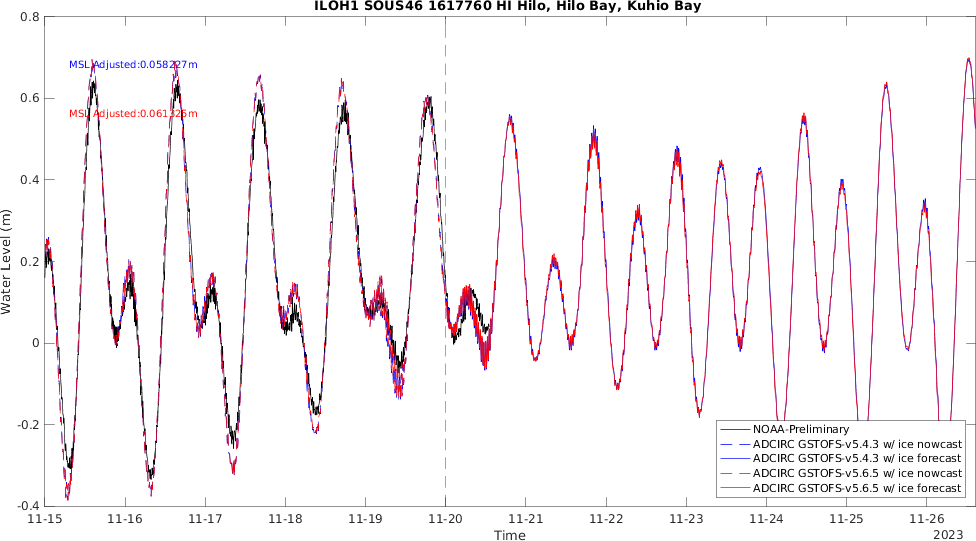 ILOH1 SOUS46 1617760 HI Hilo, Hilo Bay, Kuhio Bay
Water Level (m)
0.8
0.6
0.4
0.2
0
-0.2
-0.4
MSL Adjusted:0.058227m
MSL Adjusted:0.061326m
NOAA-Preliminary
ADCIRC GSTOFS-v5.4.3 w/ ice nowcast
ADCIRC GSTOFS-v5.4.3 w/ ice forecast
ADCIRC GSTOFS-v5.6.5 w/ ice nowcast
ADCIRC GSTOFS-v5.6.5 w/ ice forecast
11-15 11-16 11-17 11-18 11-19 11-20 11-21 11-22 11-23 11-24 11-25 11-26
Time
2023